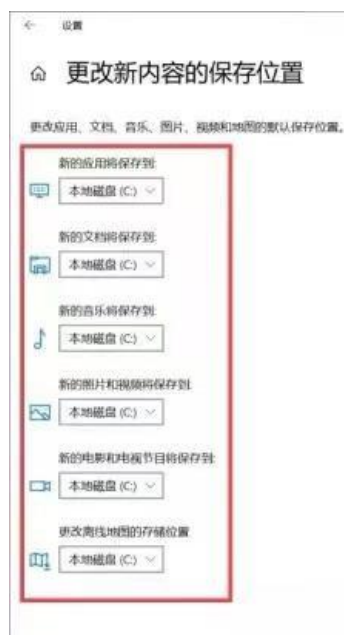 设置
更改新内容的保存位置
更改应用、文档、音乐、图片、视频和地图的默认保存位置。
新的应用将保存到:
本地磁盘 (C:)
新的文档将保存到:
本地磁盘 (C:)
新的音乐将保存到:
本地磁盘 (C:)
新的照片和视频将保存到:
本地磁盘 (C:)
新的电影和电视节目将保存到:
本地磁盘 (C:)
更改离线地图的存储位置
本地磁盘 (C:)